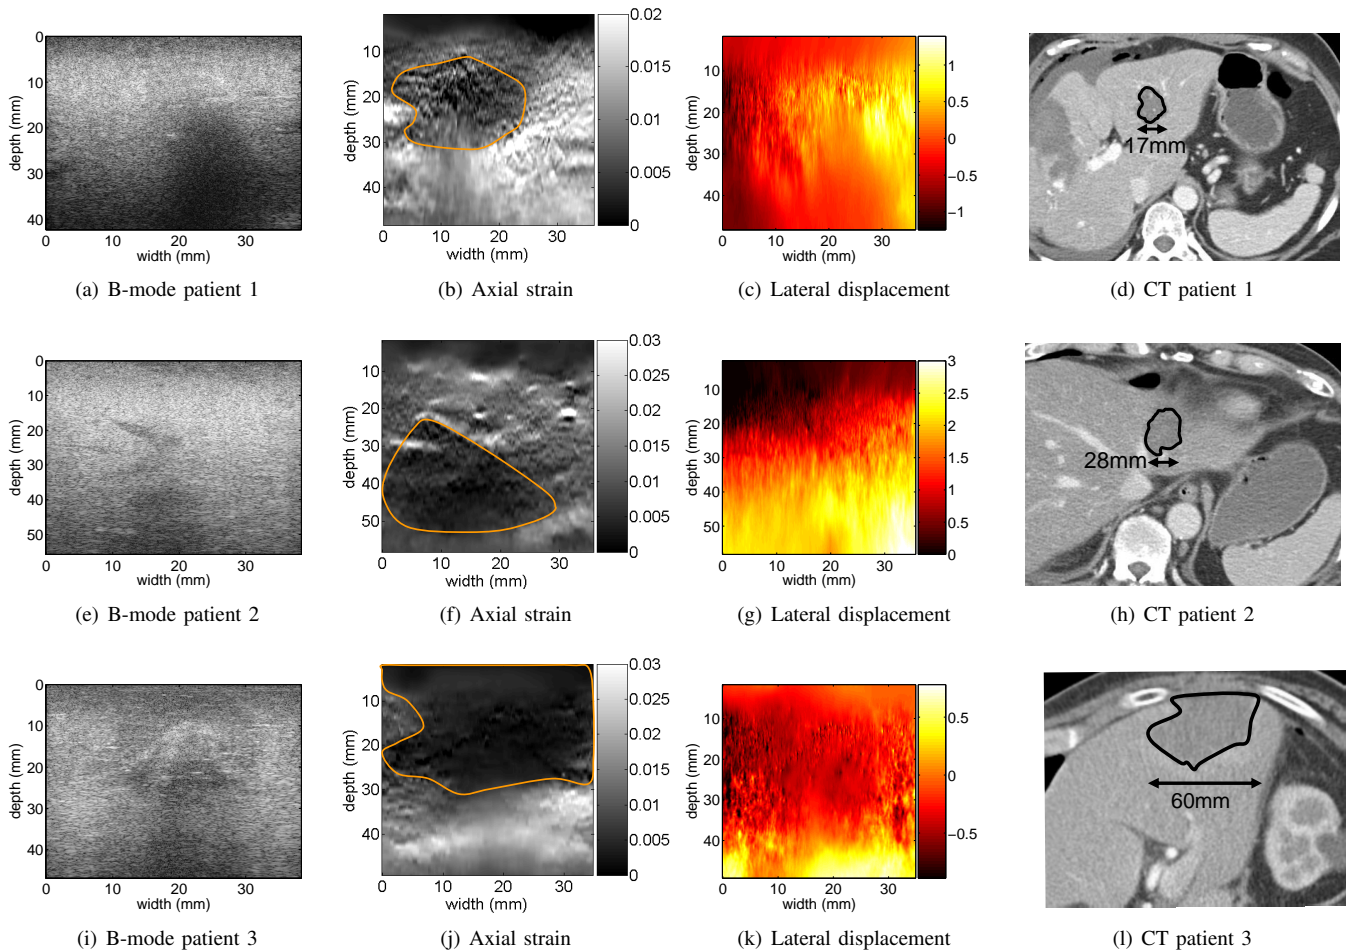 0
10
20
30
40
depth (mm)
0 10 20 30
width (mm)
(a) B-mode patient 1
10
20
30
40
depth (mm)
0 10 20 30
width (mm)
0.02
0.015
0.01
0.005
0
(b) Axial strain
10
20
30
40
depth (mm)
0 10 20 30
width (mm)
1
0.5
0
−0.5
−1
(c) Lateral displacement
17mm
(d) CT patient 1
0
10
20
30
40
50
depth (mm)
0 10 20 30
width (mm)
(e) B-mode patient 2
10
20
30
40
50
depth (mm)
0 10 20 30
width (mm)
0.03
0.025
0.02
0.015
0.01
0.005
0
(f) Axial strain
10
20
30
40
50
depth (mm)
0 10 20 30
width (mm)
3
2.5
2
1.5
1
0.5
0
(g) Lateral displacement
28mm
(h) CT patient 2
0
10
20
30
40
depth (mm)
0 10 20 30
width (mm)
(i) B-mode patient 3
10
20
30
40
depth (mm)
0 10 20 30
width (mm)
0.03
0.025
0.02
0.015
0.01
0.005
0
(j) Axial strain
10
20
30
40
depth (mm)
0 10 20 30
width (mm)
0.5
0
−0.5
(k) Lateral displacement
60mm
(l) CT patient 3